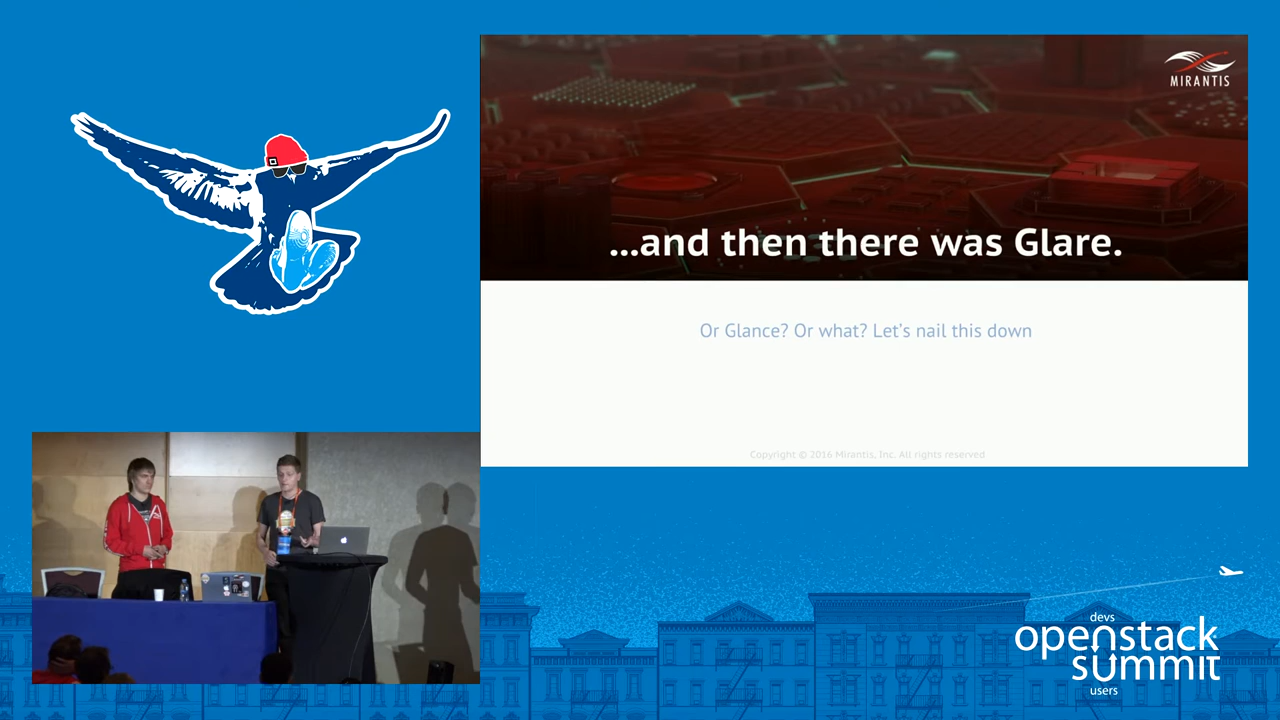 MIRANTIS
...and then there was Glare.
Or Glance? Or what? Let's nail this down
Copyright © 2016 Mirantis, Inc. All rights reserved
devs
openstack
summit
users